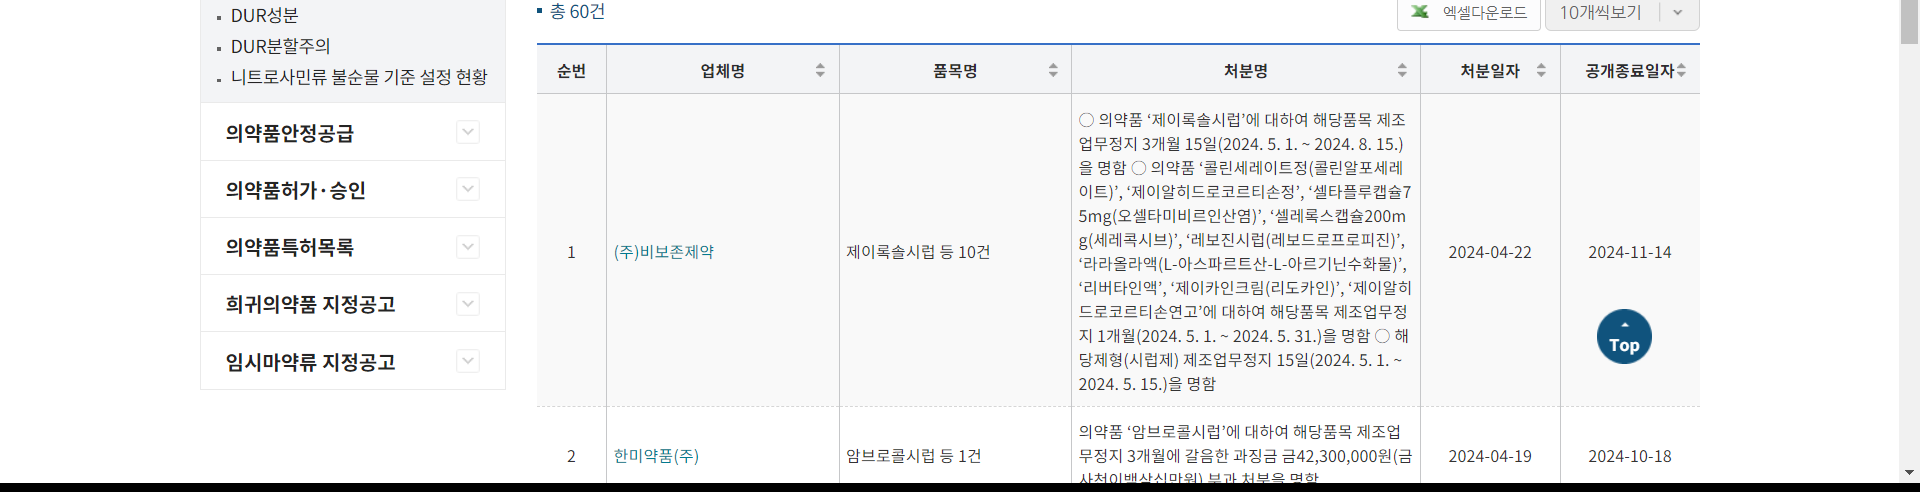 DUR성분
DUR분할주의
니트로사민류 불순물 기준 설정 현황
의약품안정공급
의약품허가·승인
의약품특허목록
희귀의약품 지정공고
임시마약류 지정공고
총 60건
엑셀다운로드
10개씩보기
순번 업체명 품목명 처분명 처분일자 공개종료일자
1
(주)비보존제약
제이록솔시럽 등 10건
○ 의약품 ‘제이록솔시럽’에 대하여 해당품목 제조
업무정지 3개월 15일(2024. 5. 1. ~ 2024. 8. 15.)
을 명함 ○ 의약품 ‘콜린세레이트정(콜린알포세레
이트)’, ‘제이알히드로코르티손정’, ‘셀타플루캡슐7
5mg(오셀타미비르인산염)’, ‘셀레록스캡슐200m
g(세레콕시브)’, ‘레보진시럽(레보드로프로피진)’,
‘라라올라액(L-아스파르트산-L-아르기닌수화물)’,
‘리버타인액’, ‘제이카인크림(리도카인)’, ‘제이알히
드로코르티손연고’에 대하여 해당품목 제조업무정
지 1개월(2024. 5. 1. ~ 2024. 5. 31.)을 명함 ○ 해
당제형(시럽제) 제조업무정지 15일(2024. 5. 1. ~
2024. 5. 15.)을 명함
2024-04-22
2024-11-14
Top
2
한미약품(주)
암브로콜시럽 등 1건
의약품 ‘암브로콜시럽’에 대하여 해당품목 제조업
무정지 3개월에 갈음한 과징금 금42,300,000원(금
사천이백삼십만원) 부과 처분을 명함
2024-04-19
2024-10-18